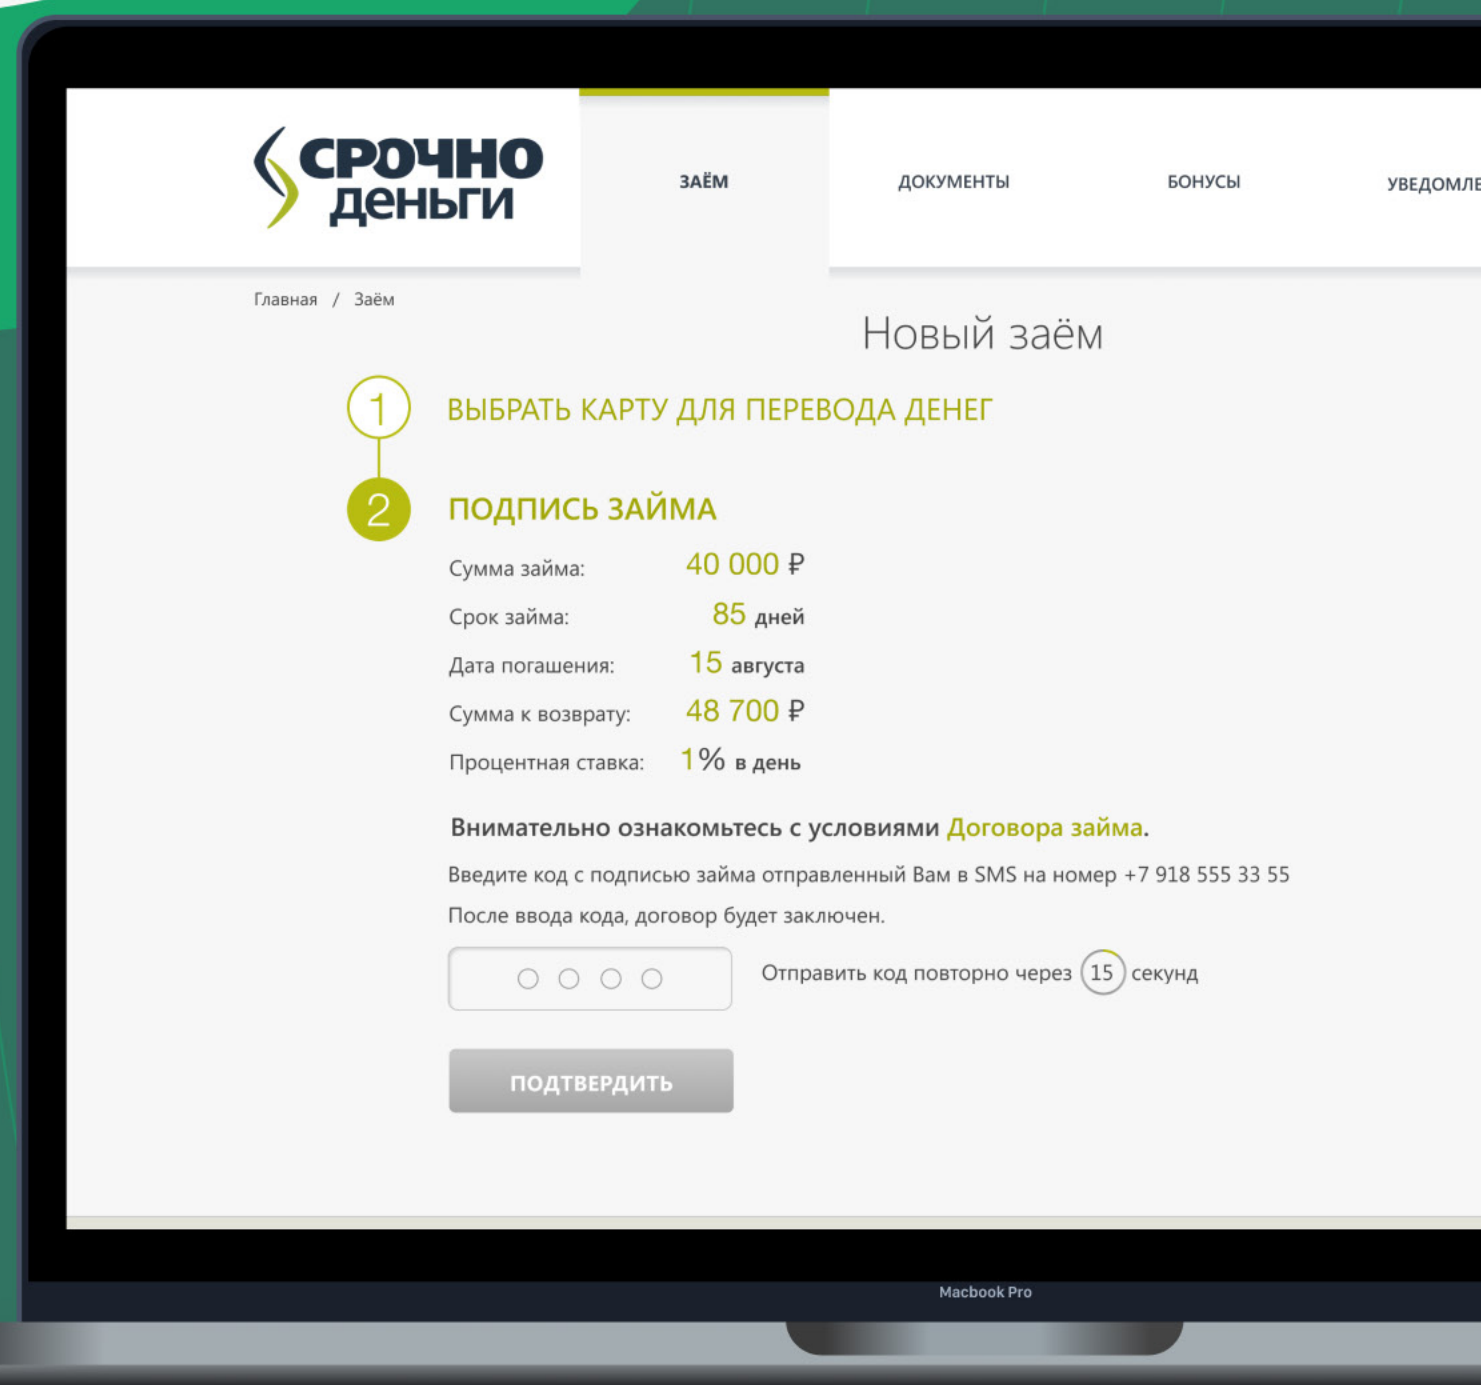 СРОЧНО
ДЕНЬГИ
ЗАЁМ
ДОКУМЕНТЫ
БОНУСЫ
УВЕДОМЛЕ
Главная / Заём
Новый заём
1 ВЫБРАТЬ КАРТУ ДЛЯ ПЕРЕВОДА ДЕНЕГ
2 ПОДПИСЬ ЗАЙМА
Сумма займа: 40 000 ₽
Срок займа: 85 дней
Дата погашения: 15 августа
Сумма к возврату: 48 700 ₽
Процентная ставка: 1% в день
Внимательно ознакомьтесь с условиями Договора займа.
Введите код с подписью займа отправленный Вам в SMS на номер +7 918 555 33 55
После ввода кода, договор будет заключен.
Отправить код повторно через 15 секунд
ПОДТВЕРДИТЬ
Macbook Pro